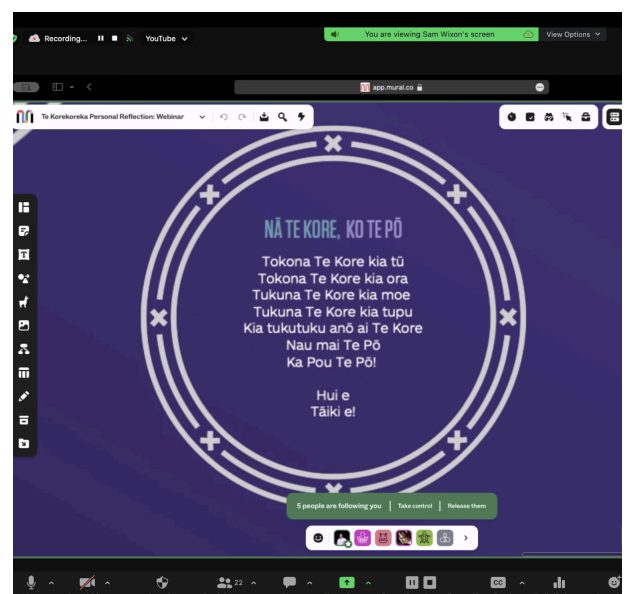 Recording...
YouTube
You are viewing Sam Wixon's screen
View Options
app.mural.co
Te Korekoreka Personal Reflection: Webinar
NĀ TE KORE, KO TE PŌ
Tokona Te Kore kia tū
Tokona Te Kore kia ora
Tukuna Te Kore kia moe
Tukuna Te Kore kia tupu
Kia tukutuku anō ai Te Kore
Nau mai Te Pō
Ka Pou Te Pō!
Hui e
Tāiki e!
5 people are following you | Take control | Release them
22
CC